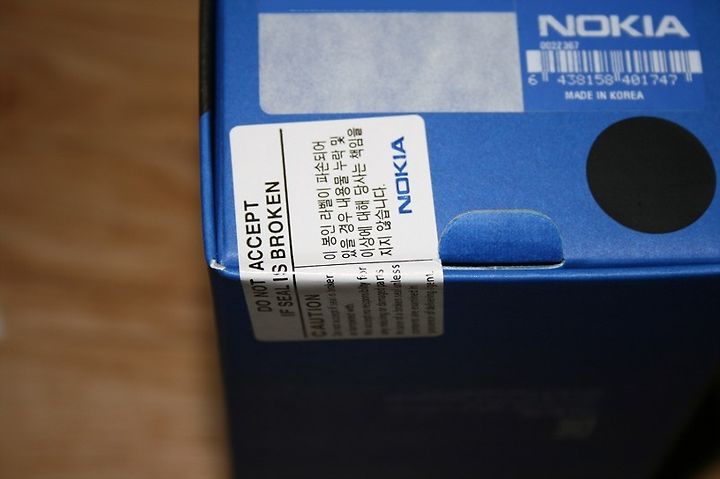 NOKIA
0022367
6 438158 401747
MADE IN KOREA
DO NOT ACCEPT
IF SEAL IS BROKEN
이 봉인 라벨이 파손되어
있을 경우 내용물 누락 및
이상에 대해 당사는 책임을
지지 않습니다.
NOKIA
CAUTION